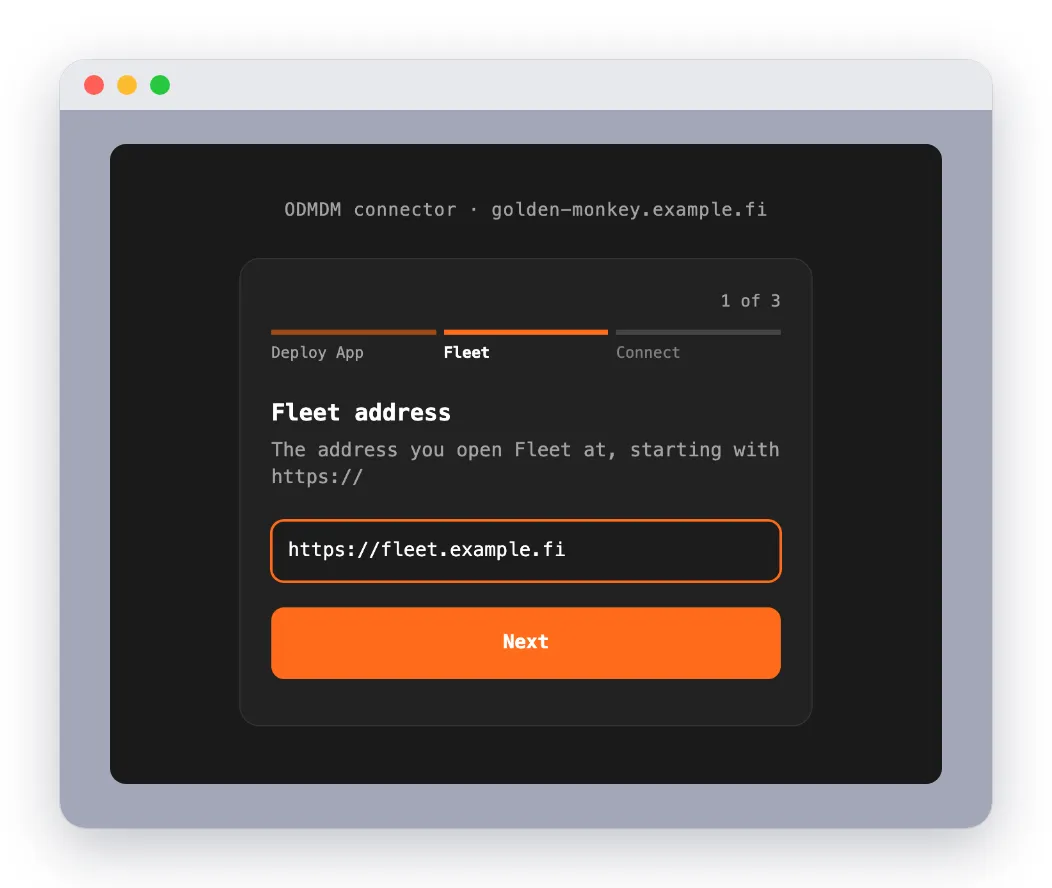 ODMDM connector · golden-monkey.example.fi
1 of 3
Deploy App
Fleet
Connect
Fleet address
The address you open Fleet at, starting with
https://
https://fleet.example.fi
Next